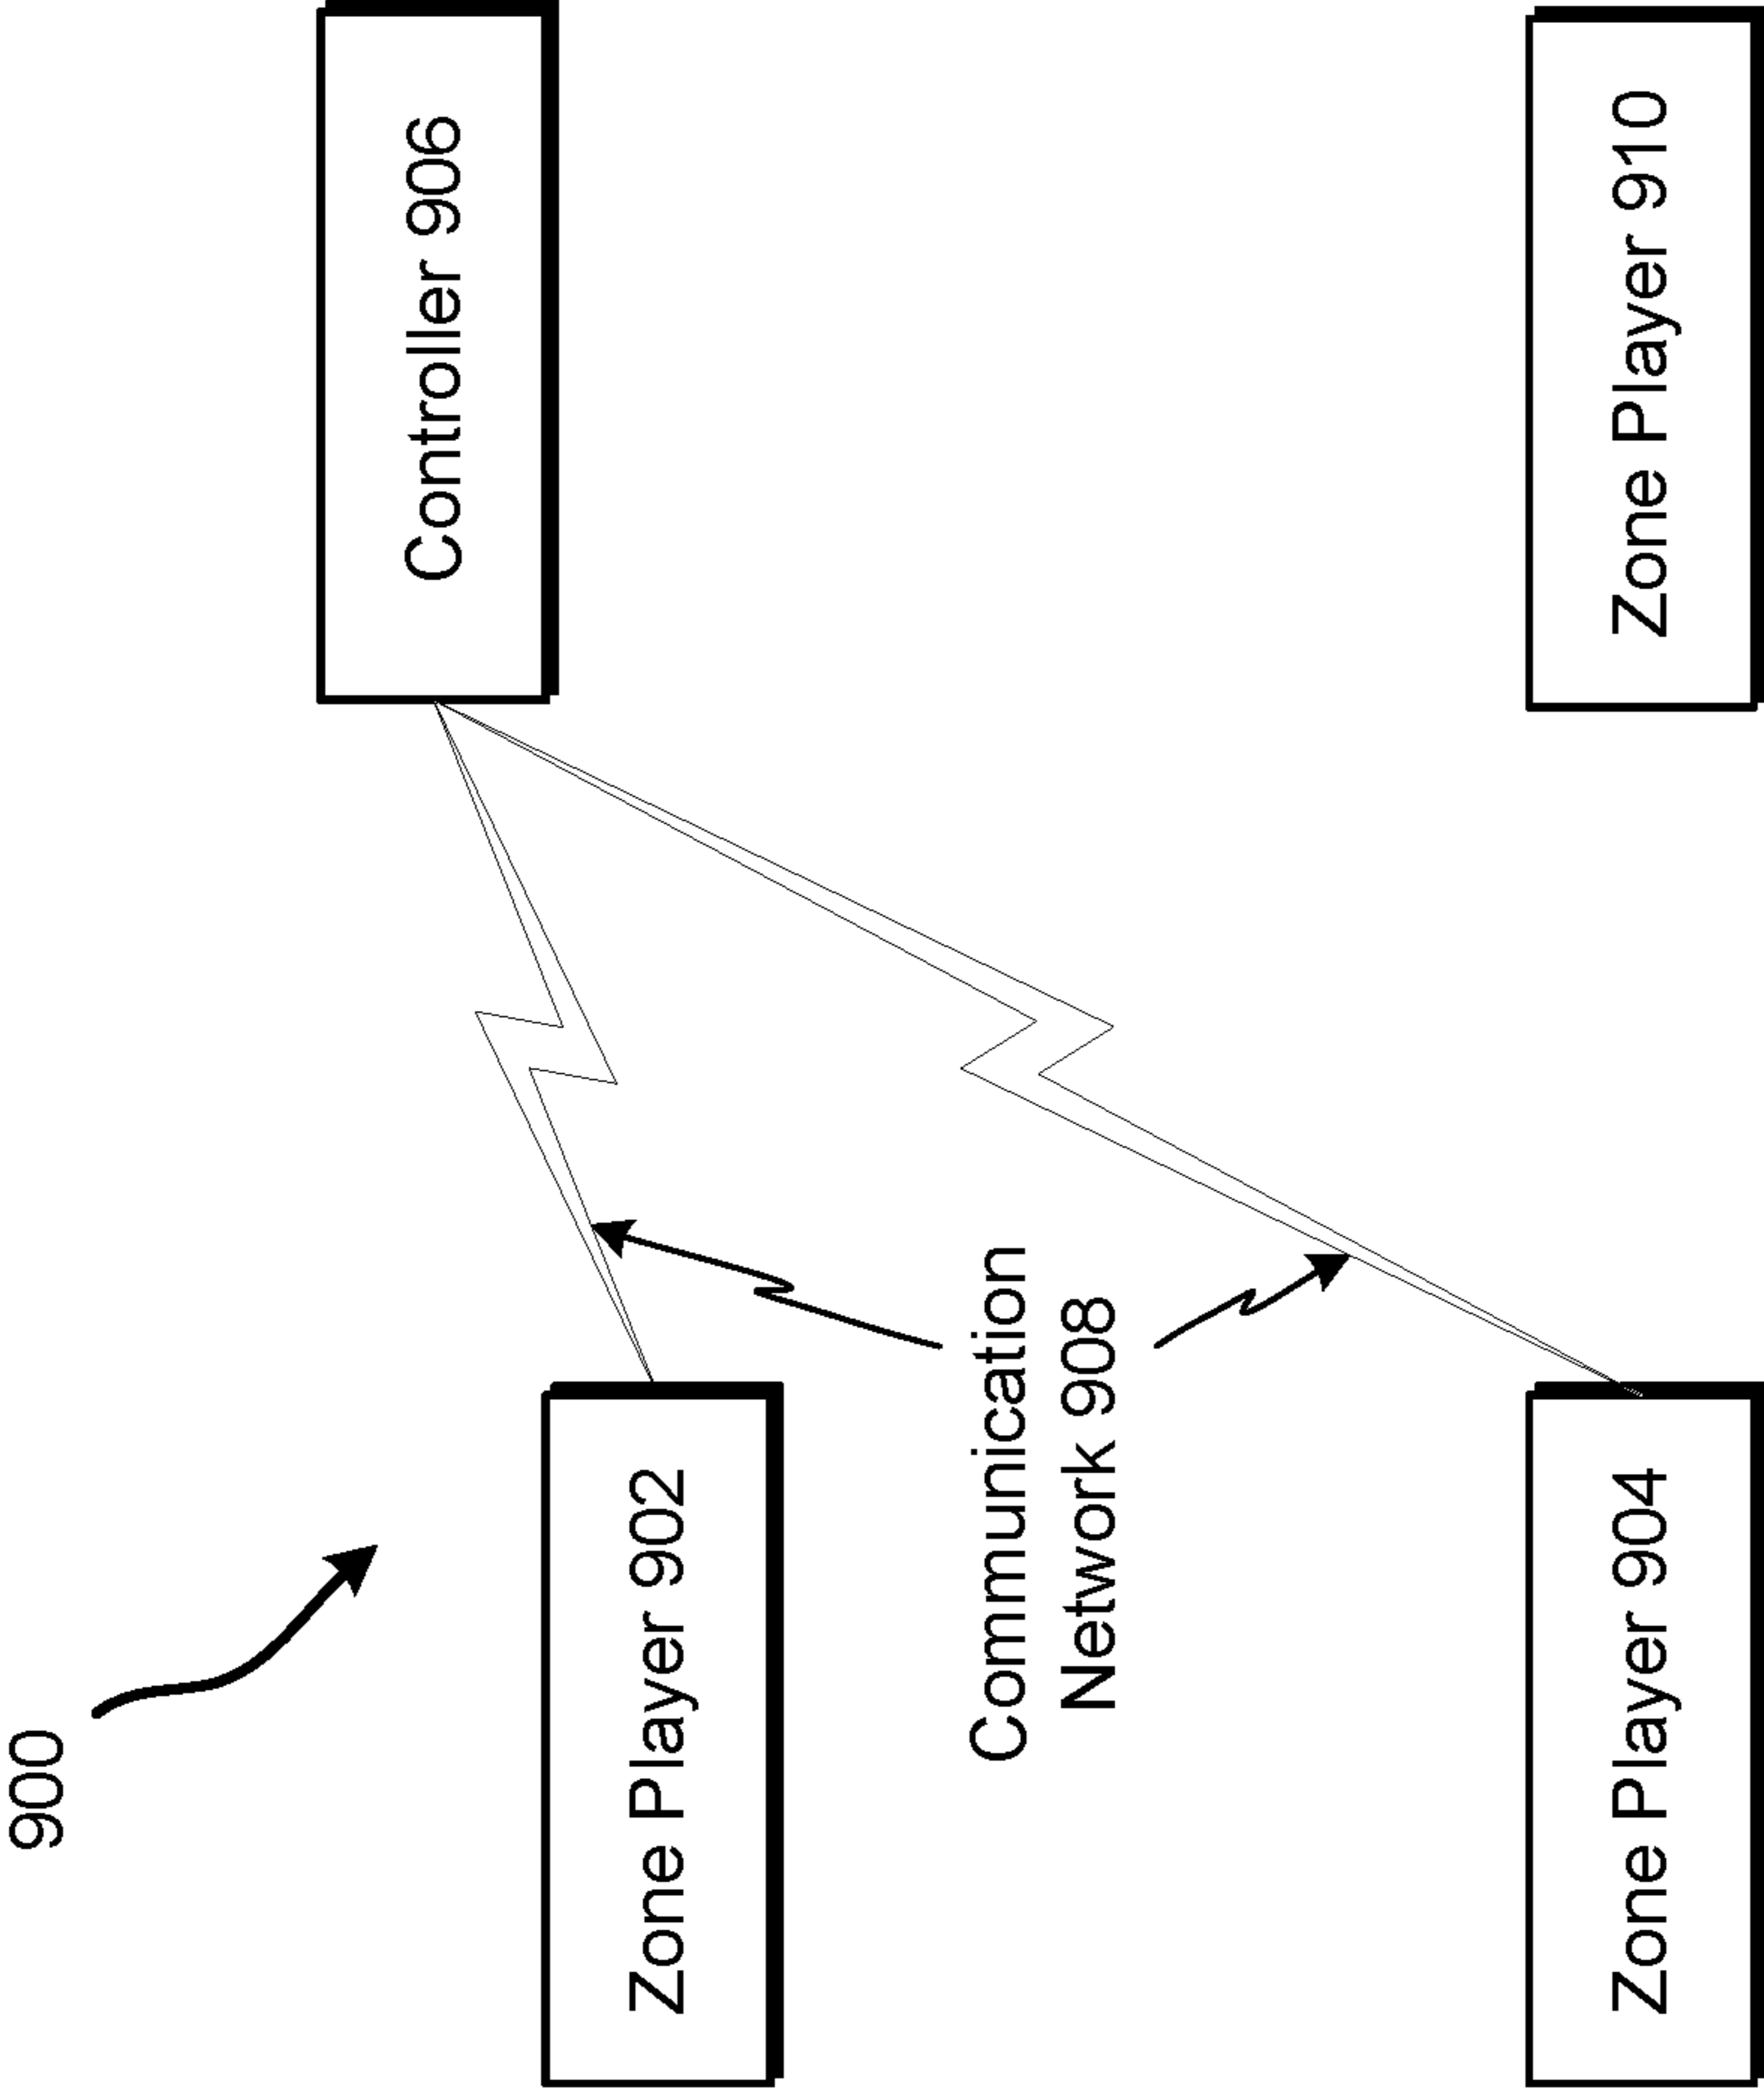 900
Controller 906
Zone Player 902
Communication
Network 908
Zone Player 904
Zone Player 910